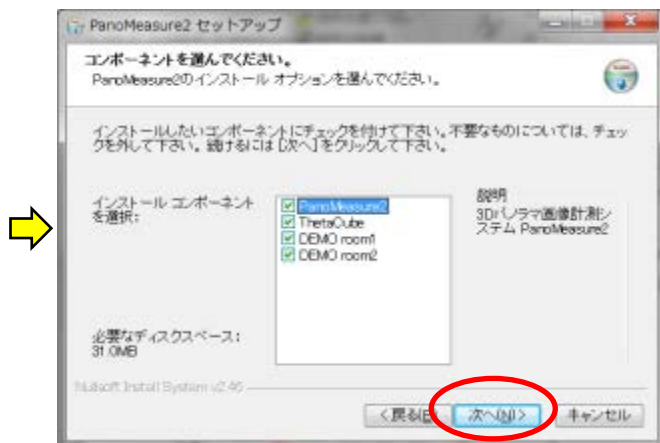 PanoMeasure2 セットアップ
コンポーネントを選んでください。
PanoMeasure2のインストール オプションを選んでください。
インストールしたいコンポーネントにチェックを付けて下さい。不要なものについては、チェッ
クを外して下さい。続けるには [次へ] をクリックして下さい。
インストール コンポーネント
を選択:
PanoMeasure2
ThetaCube
DEMO room1
DEMO room2
説明
3Dパノラマ画像計測シ
ステム PanoMeasure2
必要なディスクスペース:
31.0MB
Nullsoft Install System v2.46
<戻る(B)
次へ(N)>
キャンセル